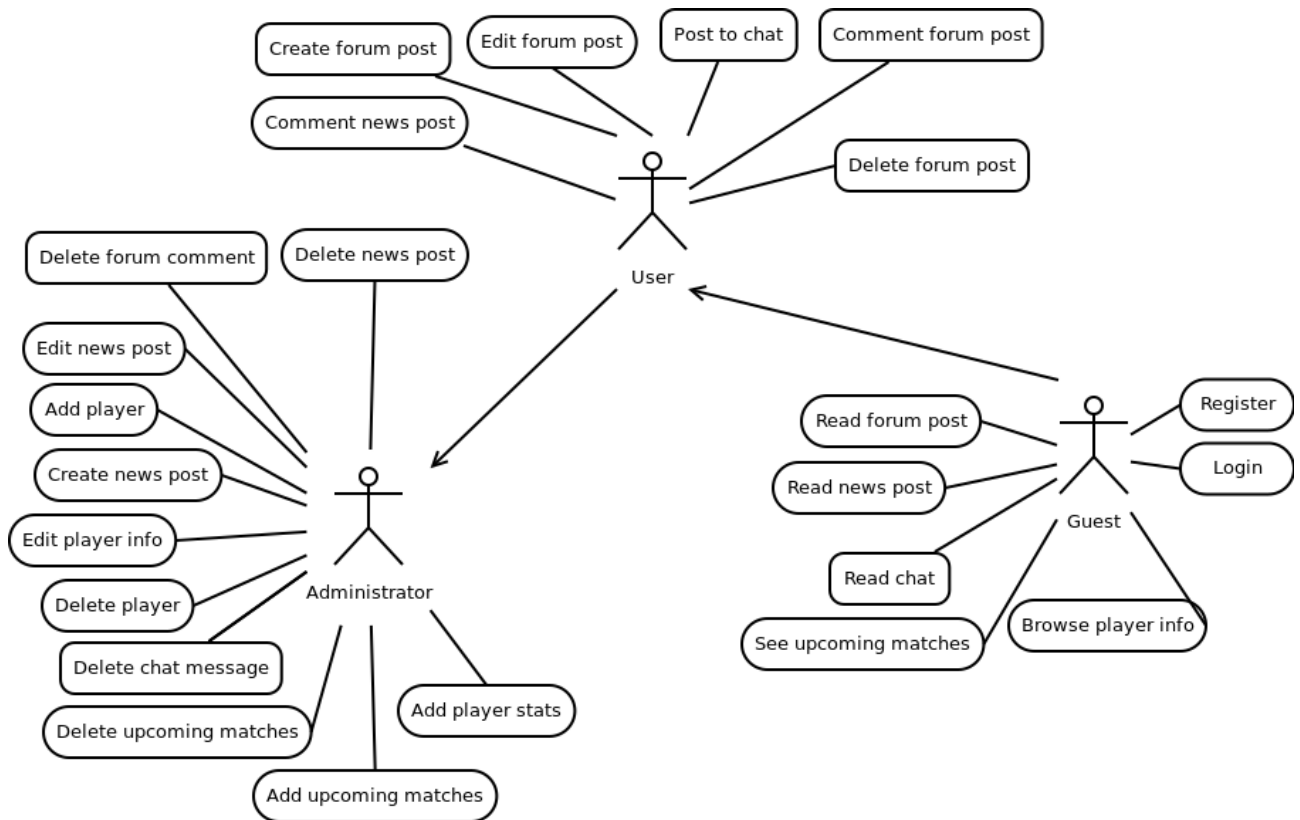 Create forum post
Edit forum post
Post to chat
Comment forum post
Comment news post
Delete forum post
User
Delete forum comment
Delete news post
Edit news post
Add player
Create news post
Edit player info
Delete player
Delete chat message
Delete upcoming matches
Add upcoming matches
Add player stats
Administrator
Read forum post
Read news post
Read chat
See upcoming matches
Browse player info
Register
Login
Guest